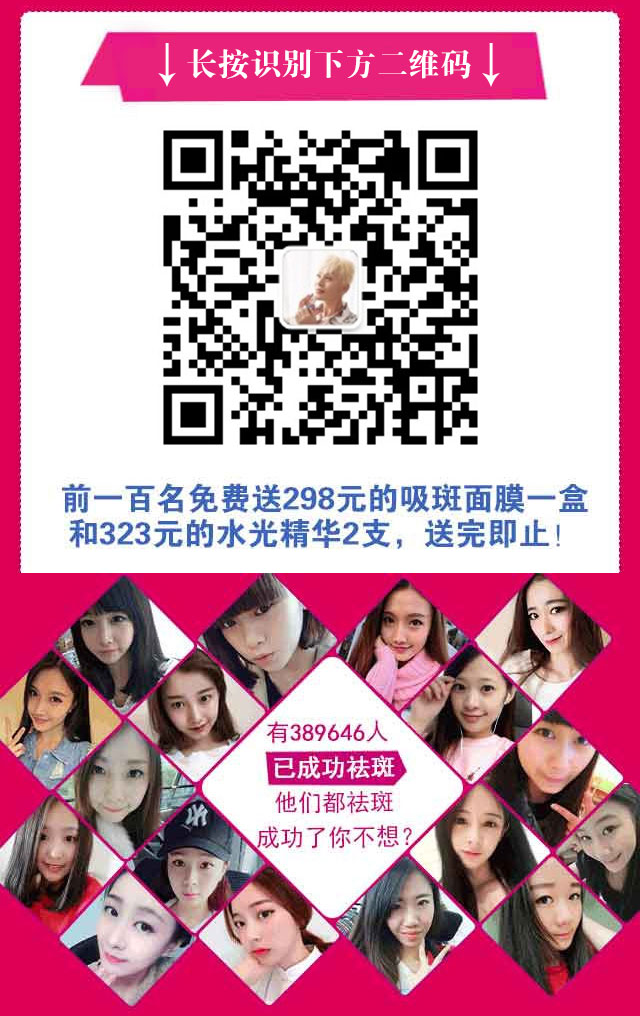 ↓长按识别下方二维码↓
前一百名免费送298元的吸斑面膜一盒
和323元的水光精华2支，送完即止！
有389646人
已成功祛斑
他们都祛斑
成功了你不想？